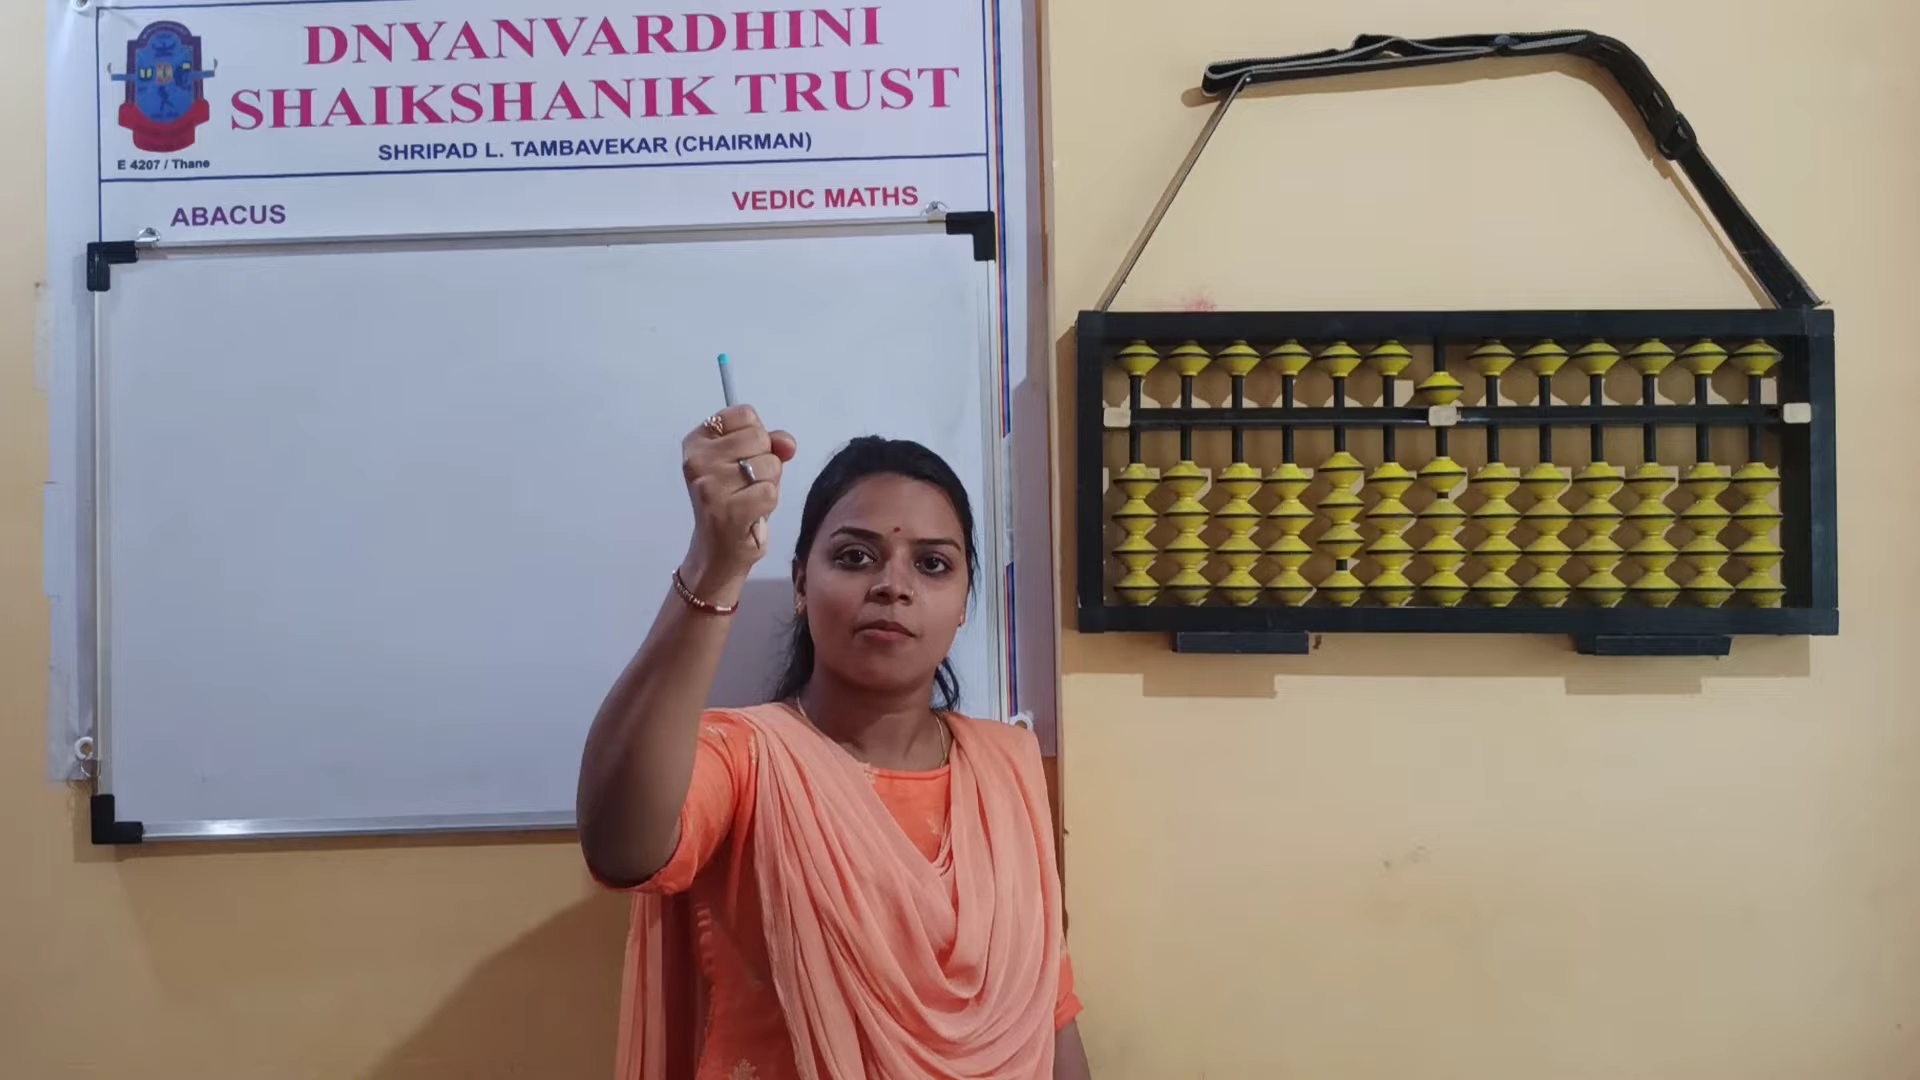 DNYANVARDHINI
SHAIKSHANIK TRUST
SHRIPAD L. TAMBAVEKAR (CHAIRMAN)
E 4207 / Thane
ABACUS
VEDIC MATHS